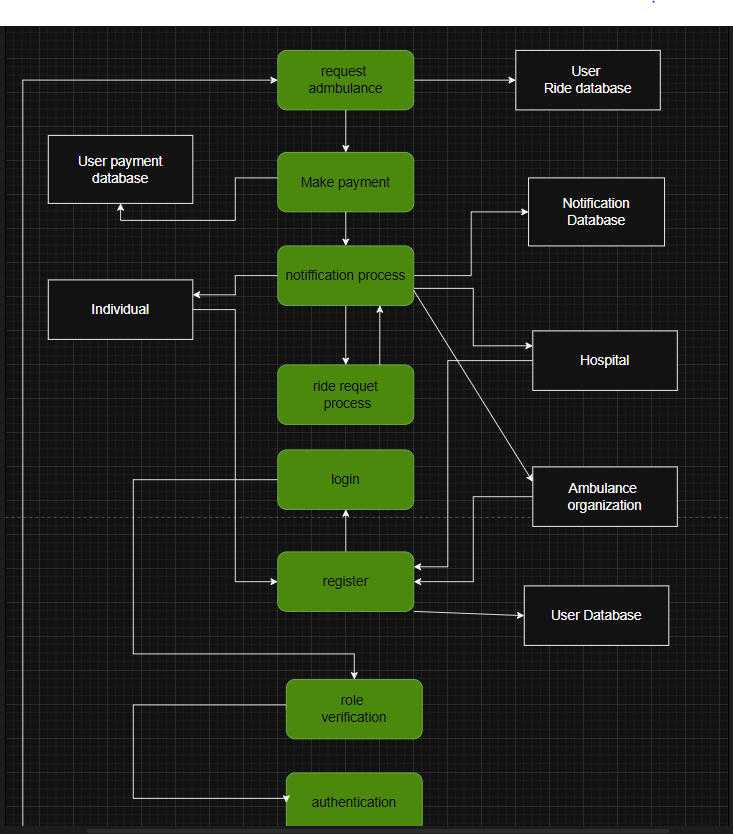 request
admbulance
User
Ride database
User payment
database
Make payment
Notification
Database
notiffication process
Individual
Hospital
ride requet
process
login
Ambulance
organization
register
User Database
role
verification
authentication